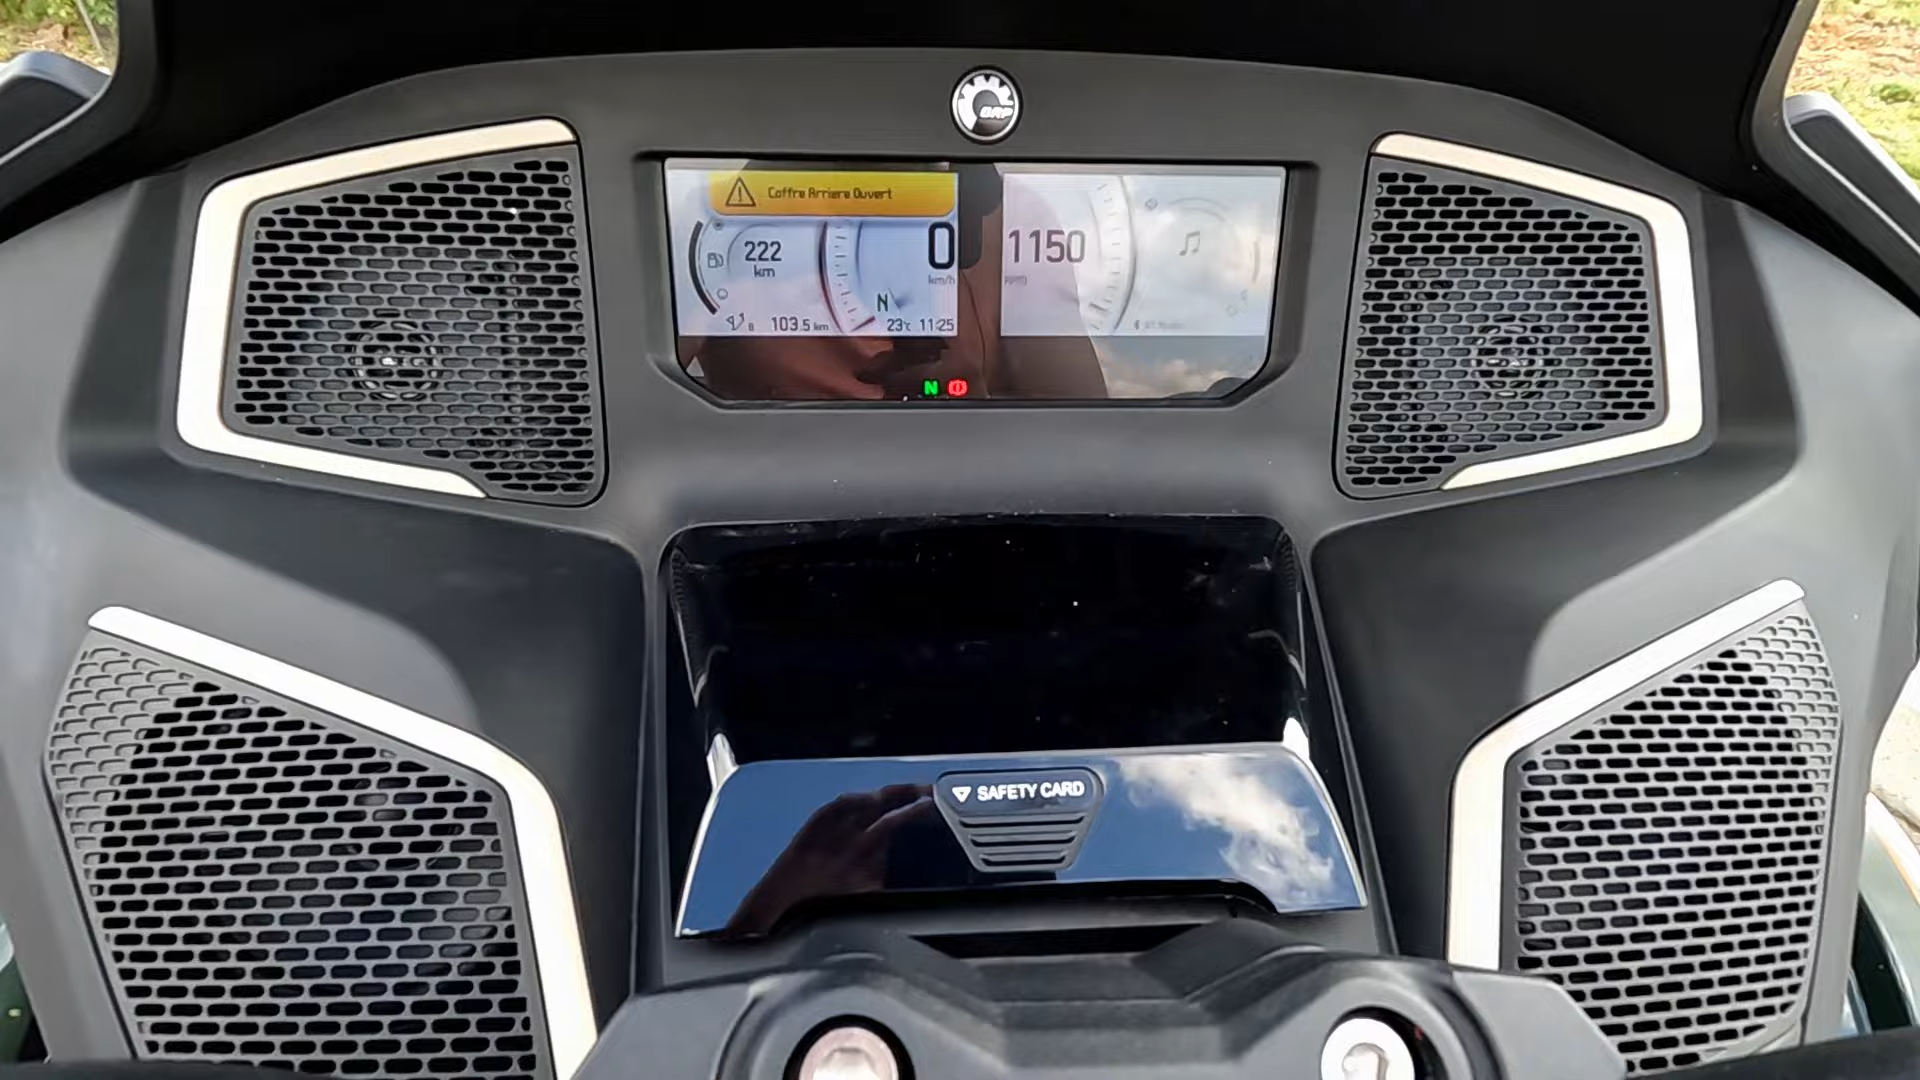 BRP
Coffre Arriere Ouvert
222
km
0
km/h
1150
rpm
N
B 103.5 km
23°c 11:25
N
SAFETY CARD